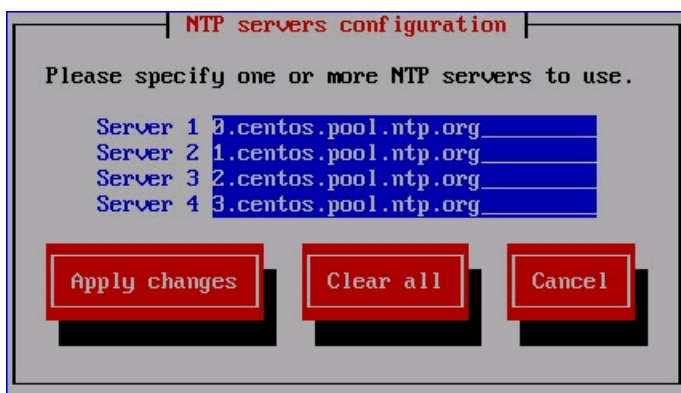 NTP servers configuration
Please specify one or more NTP servers to use.
Server 1 0.centos.pool.ntp.org
Server 2 1.centos.pool.ntp.org
Server 3 2.centos.pool.ntp.org
Server 4 3.centos.pool.ntp.org
Apply changes Clear all Cancel